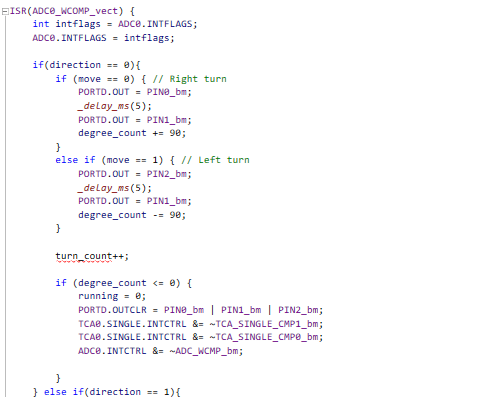 ISR(ADC0_WCOMP_vect) {
    int intflags = ADC0.INTFLAGS;
    ADC0.INTFLAGS = intflags;

    if(direction == 0){
        if (move == 0) { // Right turn
            PORTD.OUT = PIN0_bm;
            _delay_ms(5);
            PORTD.OUT = PIN1_bm;
            degree_count += 90;
        }
        else if (move == 1) { // Left turn
            PORTD.OUT = PIN2_bm;
            _delay_ms(5);
            PORTD.OUT = PIN1_bm;
            degree_count -= 90;
        }

        turn_count++;

        if (degree_count <= 0) {
            running = 0;
            PORTD.OUTCLR = PIN0_bm | PIN1_bm | PIN2_bm;
            TCA0.SINGLE.INTCTRL &= ~TCA_SINGLE_CMP1_bm;
            TCA0.SINGLE.INTCTRL &= ~TCA_SINGLE_CMP0_bm;
            ADC0.INTCTRL &= ~ADC_WCMP_bm;

        }
    } else if(direction == 1){